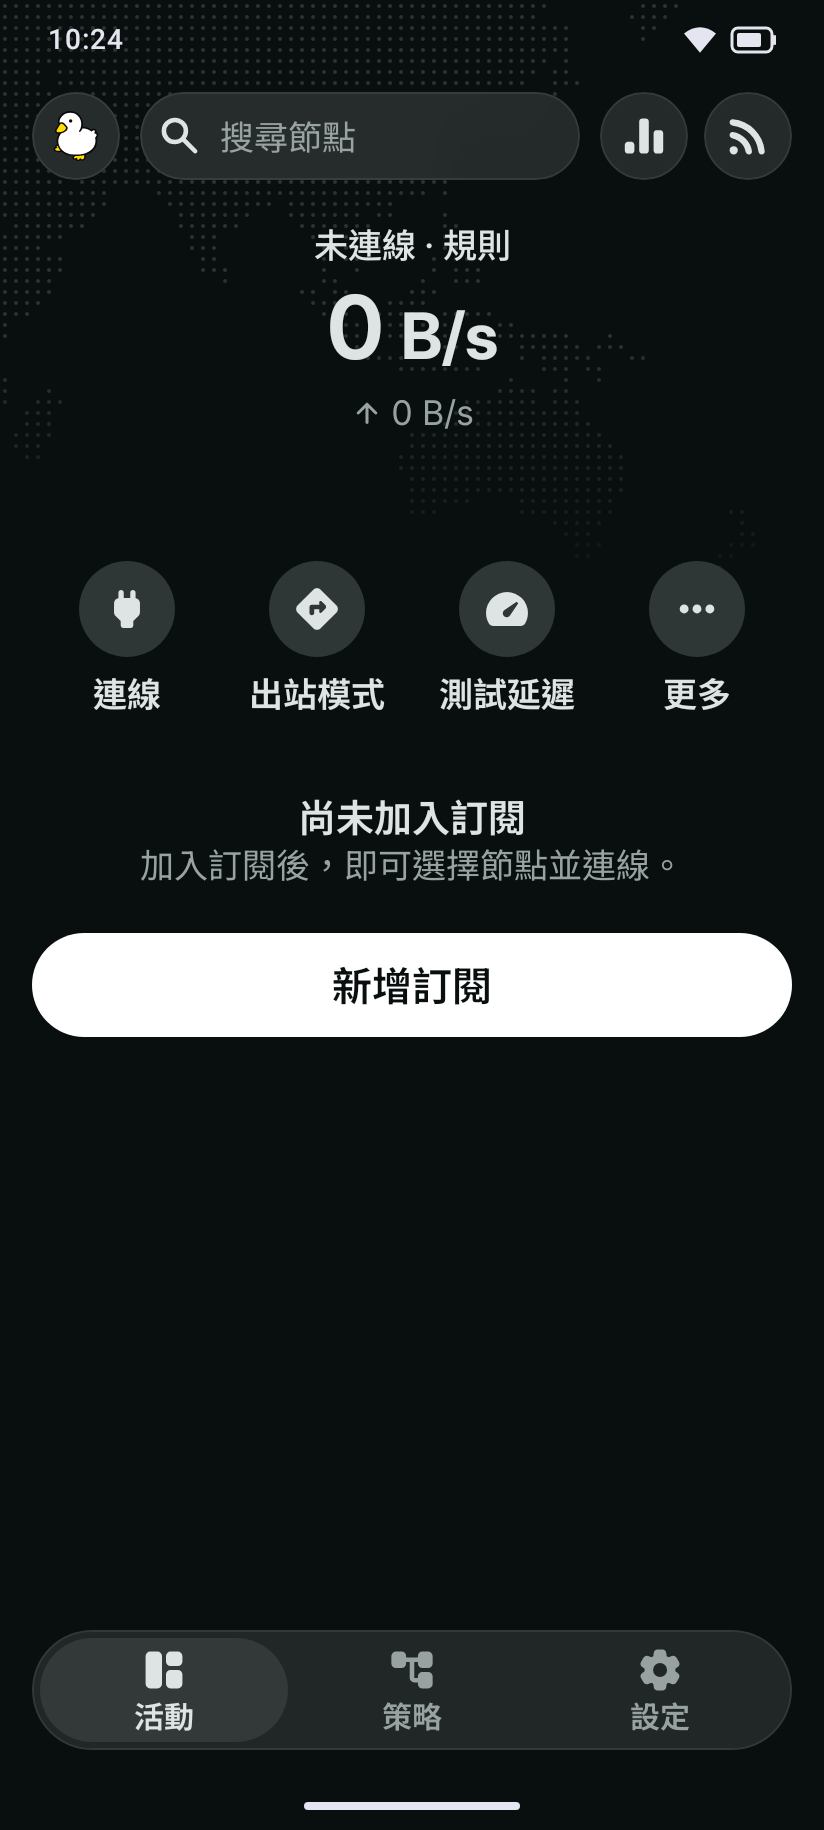 10:24
搜尋節點
未連線 · 規則
0 B/s
↑ 0 B/s
連線
出站模式
測試延遲
更多
尚未加入訂閱
加入訂閱後，即可選擇節點並連線。
新增訂閱
活動
策略
設定